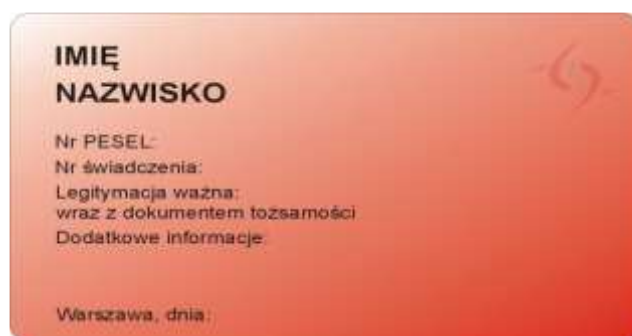 IMIĘ
NAZWISKO
Nr PESEL:
Nr świadczenia:
Legitymacja ważna:
wraz z dokumentem tożsamości
Dodatkowe informacje:
Warszawa, dnia: